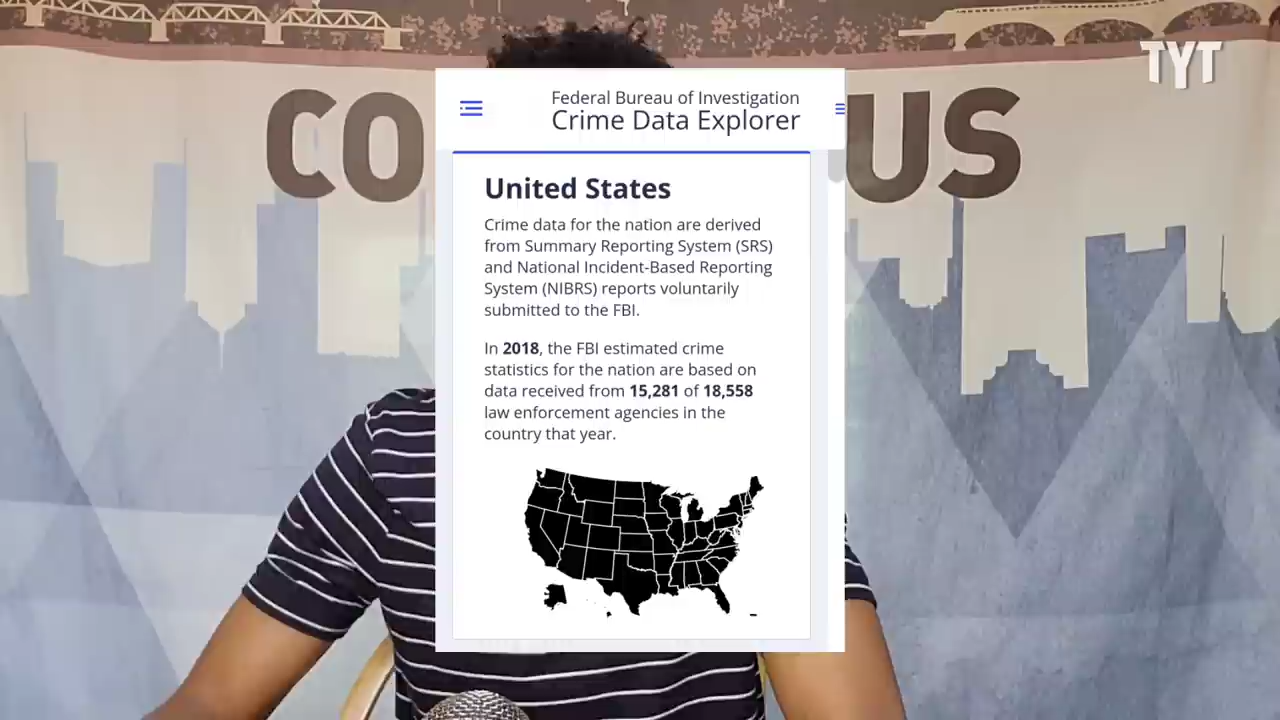 TYT
CO
US
Federal Bureau of Investigation
Crime Data Explorer
United States
Crime data for the nation are derived
from Summary Reporting System (SRS)
and National Incident-Based Reporting
System (NIBRS) reports voluntarily
submitted to the FBI.
In 2018, the FBI estimated crime
statistics for the nation are based on
data received from 15,281 of 18,558
law enforcement agencies in the
country that year.